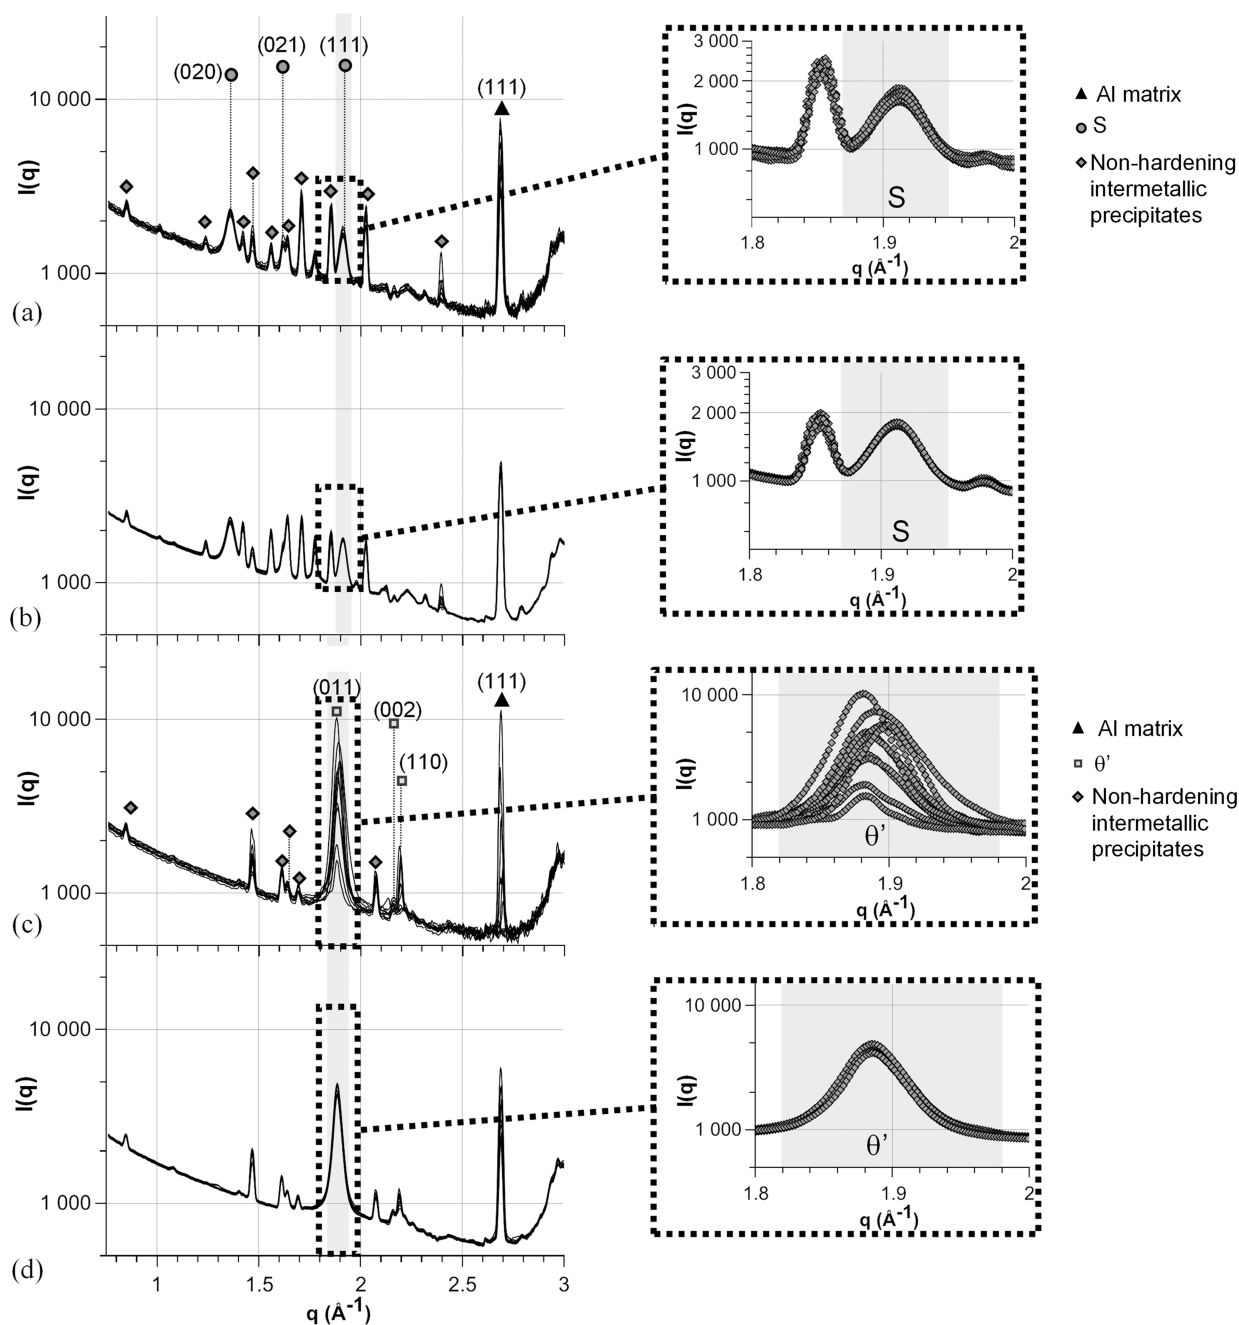 (021) (111)
(020)
(111)
10 000
I(q)
1 000
(a)
3 000
2 000
I(q)
1 000
S
1.8 1.9 2
q (Å-1)
Al matrix
S
Non-hardening
intermetallic
precipitates
10 000
I(q)
1 000
(b)
3 000
2 000
I(q)
1 000
S
1.8 1.9 2
q (Å-1)
(011)
(111)
(002)
(110)
10 000
I(q)
1 000
(c)
10 000
I(q)
1 000
θ’
1.8 1.9 2
q (Å-1)
Al matrix
θ’
Non-hardening
intermetallic
precipitates
10 000
I(q)
1 000
(d)
1 1.5 2 2.5 3
q (Å-1)
10 000
I(q)
1 000
θ’
1.8 1.9 2
q (Å-1)